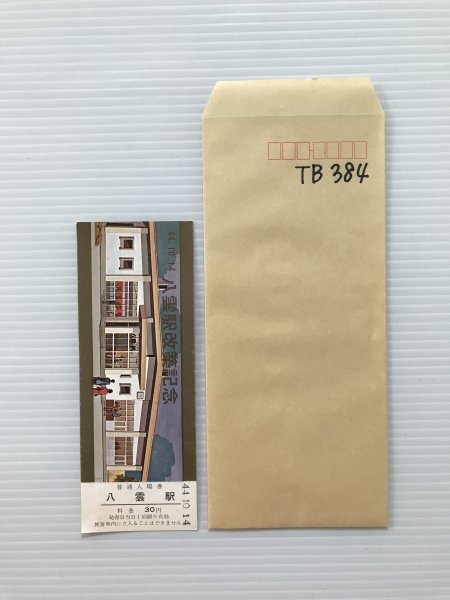 TB 384
44.10.14
八雲駅改築記念
普通入場券
八雲駅
料金 30円
発売日当日1回限り有効
旅客車内に立入ることはできません
44.10.14